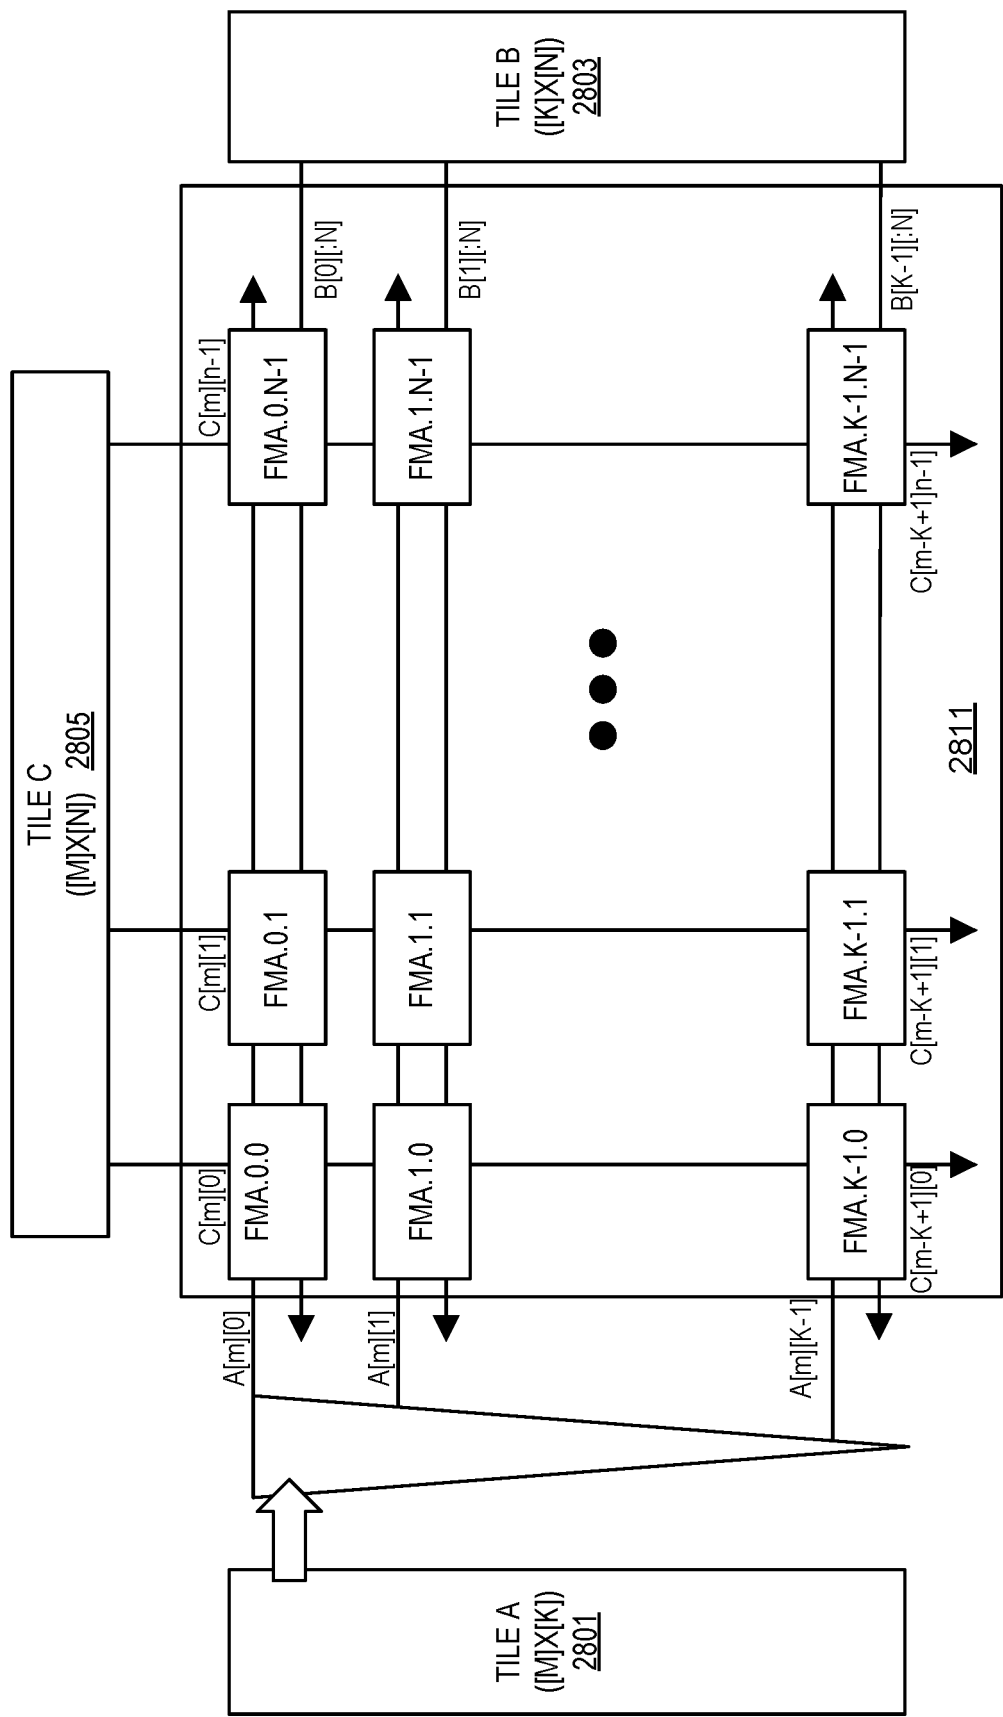 TILE C
([M]X[N]) 2805
TILE A
([M]X[K])
2801
TILE B
([K]X[N])
2803
C[m][0]
C[m][1]
C[m][n-1]
A[m][0]
FMA.0.0
FMA.0.1
FMA.0.N-1
B[0][:N]
A[m][1]
FMA.1.0
FMA.1.1
FMA.1.N-1
B[1][:N]
A[m][K-1]
FMA.K-1.0
FMA.K-1.1
FMA.K-1.N-1
B[K-1][:N]
C[m-K+1][0]
C[m-K+1][1]
C[m-K+1]n-1]
2811